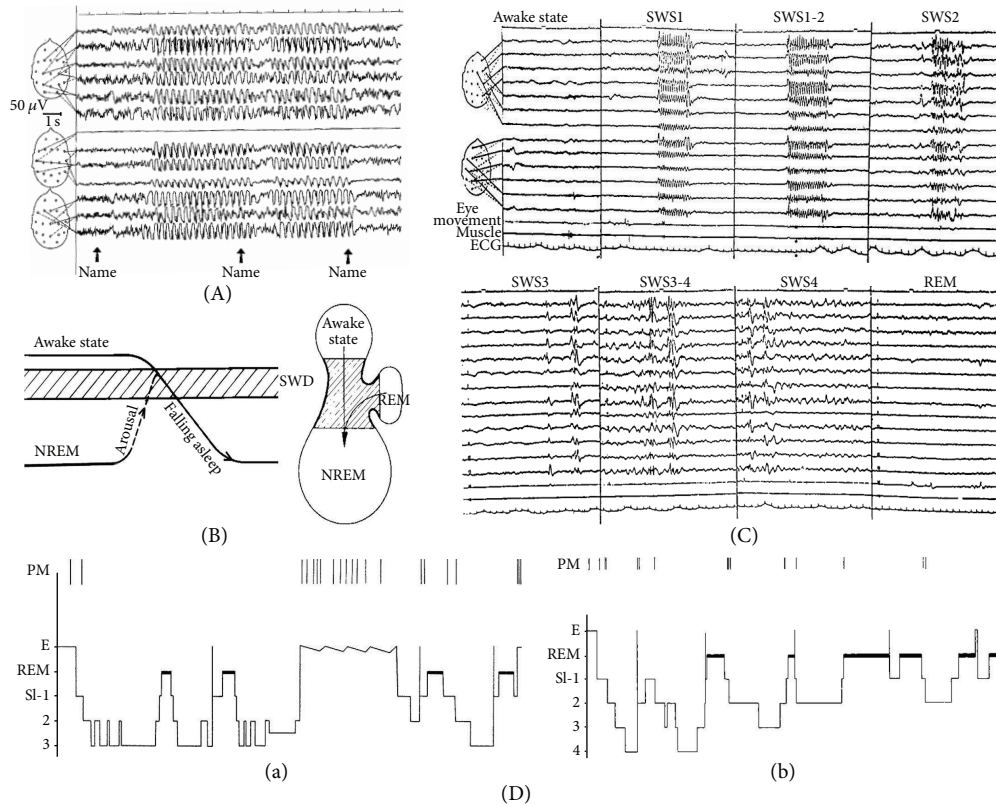 50 μV
1 s
Name Name Name
(A)
Awake state SWS1 SWS1-2 SWS2
Eye
movement
Muscle
ECG
SWS3 SWS3-4 SWS4 REM
(C)
Awake state
SWD
Arousal
Falling asleep
NREM
Awake
state
REM
NREM
(B)
PM
E
REM
Sl-1
2
3
(a)
PM
E
REM
Sl-1
2
3
4
(b)
(D)